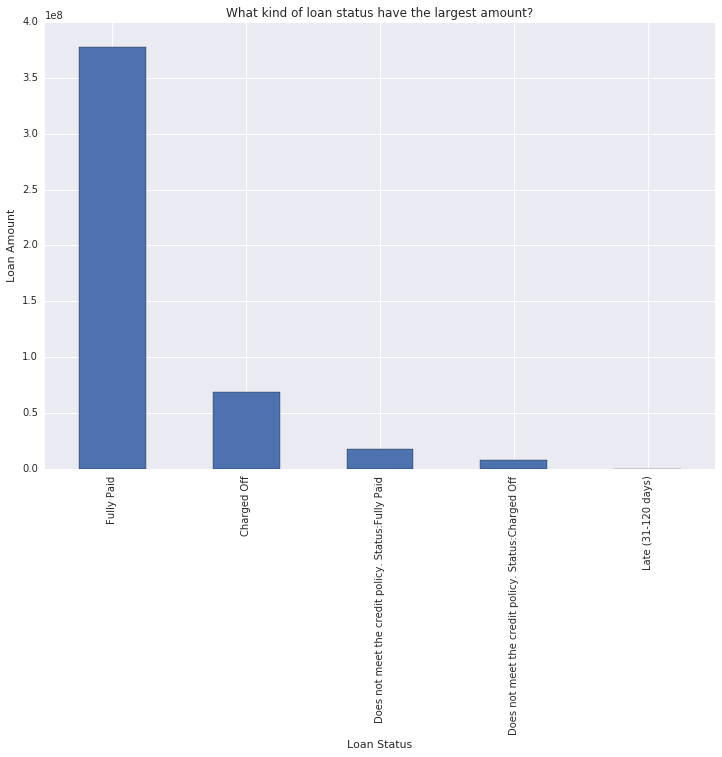 What kind of loan status have the largest amount?
1e8
4.0
3.5
3.0
2.5
2.0
1.5
1.0
0.5
0.0
Loan Amount
Fully Paid
Charged Off
Does not meet the credit policy. Status:Fully Paid
Does not meet the credit policy. Status:Charged Off
Late (31-120 days)
Loan Status